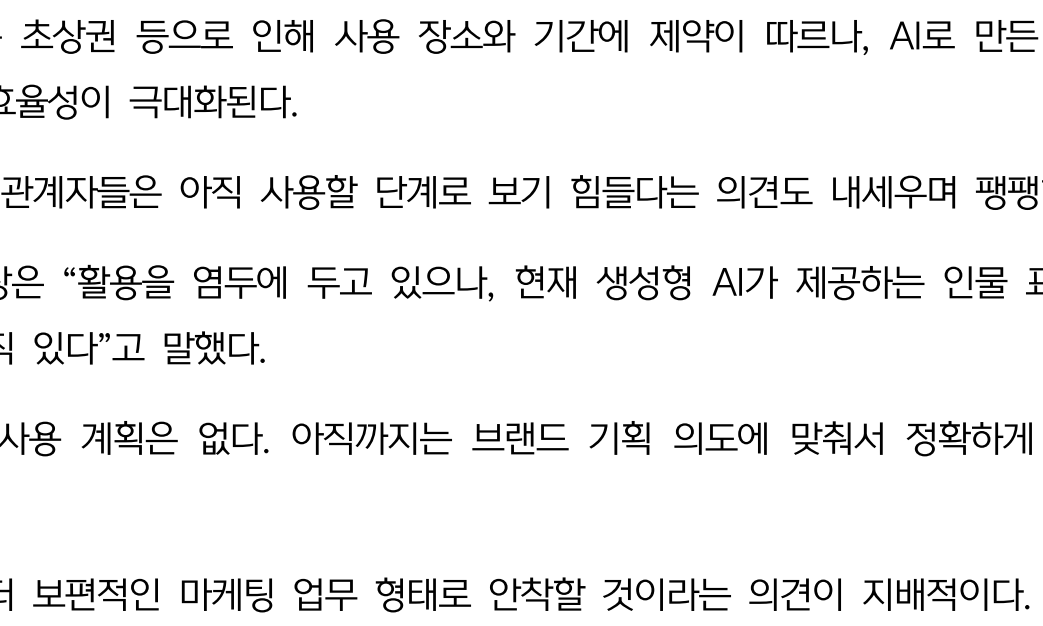 초상권 등으로 인해 사용 장소와 기간에 제약이 따르나, AI로 만든
효율성이 극대화된다.
관계자들은 아직 사용할 단계로 보기 힘들다는 의견도 내세우며 팽팽
은 “활용을 염두에 두고 있으나, 현재 생성형 AI가 제공하는 인물
있다”고 말했다.
사용 계획은 없다. 아직까지는 브랜드 기획 의도에 맞춰서 정확하게
보편적인 마케팅 업무 형태로 안착할 것이라는 의견이 지배적이다.